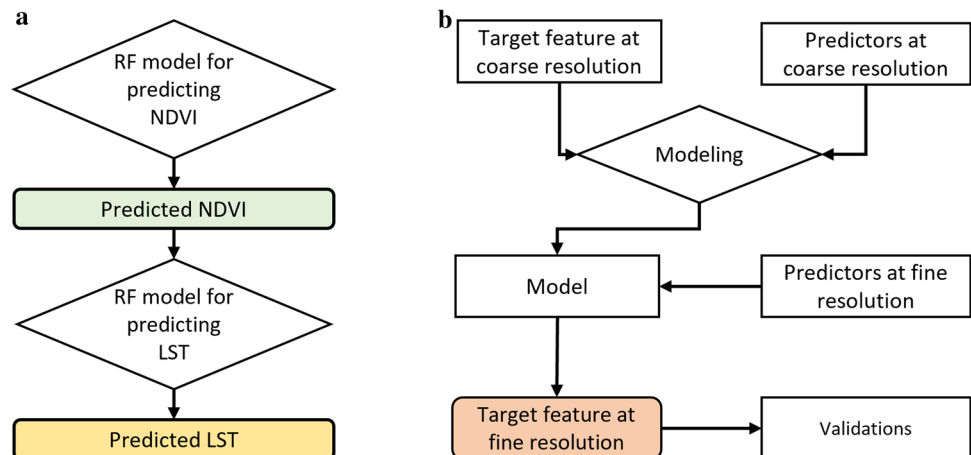 a
RF model for
predicting
NDVI
Predicted NDVI
RF model for
predicting
LST
Predicted LST
b
Target feature at
coarse resolution
Predictors at
coarse resolution
Modeling
Model
Predictors at fine
resolution
Target feature at
fine resolution
Validations